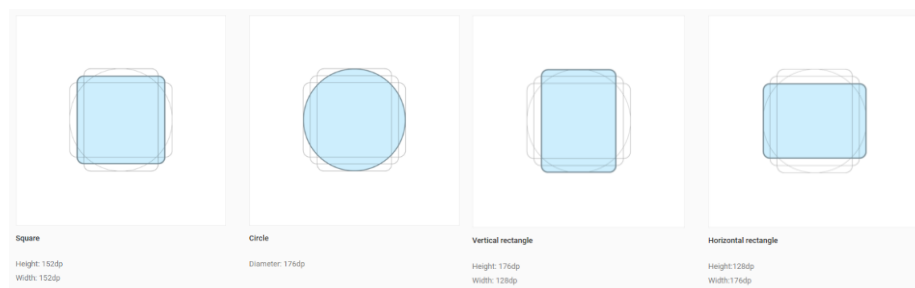 Square
Height: 152dp
Width: 152dp
Circle
Diameter: 176dp
Vertical rectangle
Height: 176dp
Width: 128dp
Horizontal rectangle
Height:128dp
Width:176dp